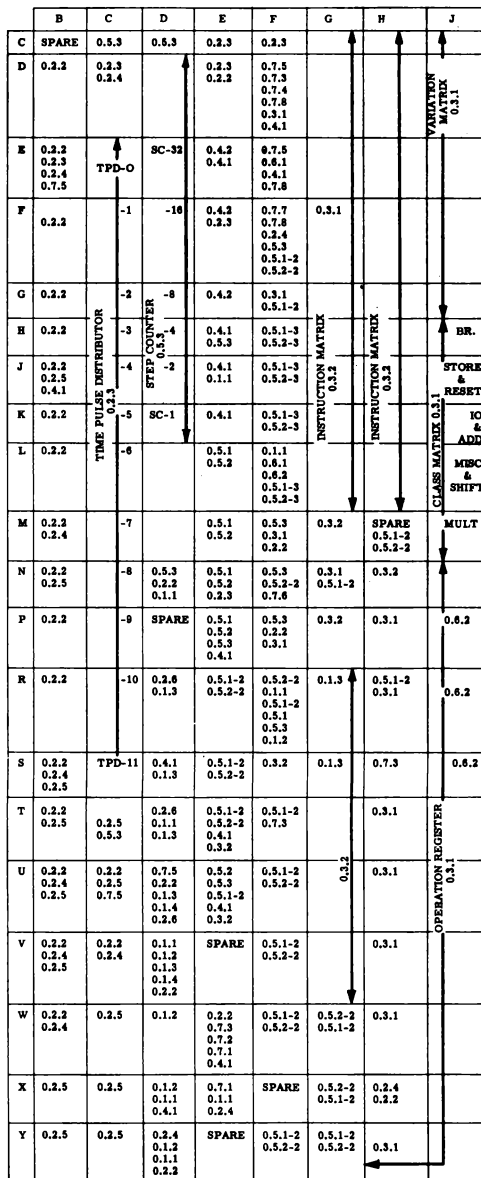 B C D E F G H J
C SPARE 0.5.3 0.5.3 0.2.3 0.2.3
D 0.2.2 0.2.3 0.2.3 0.7.5
0.2.4 0.2.2 0.7.3
0.7.4
0.7.8
0.3.1
0.4.1
VARIATION MATRIX 0.3.1
E 0.2.2 TPD-O SC-32 0.4.2 0.7.5
0.2.3 0.4.1 6.6.1
0.2.4 0.4.1
0.7.5 0.7.8
F -1 -16 0.4.2 0.7.7 0.3.1
0.2.2 0.2.3 0.7.8
0.2.4
0.5.3
0.5.1-2
0.5.2-2
G 0.2.2 -2 -8 0.4.2 0.3.1
0.5.1-2
TIME PULSE DISTRIBUTOR 0.2.3
STEP COUNTER 0.5.3
INSTRUCTION MATRIX 0.3.2
INSTRUCTION MATRIX 0.3.2
CLASS MATRIX 0.3.1
H 0.2.2 -3 -4 0.4.1 0.5.1-3 BR.
0.5.3 0.5.2-3
J 0.2.2 -4 -2 0.4.1 0.5.1-3 STORE
0.2.5 1.1.1 0.5.2-3 &
0.4.1 RESET
K 0.2.2 -5 SC-1 0.4.1 0.5.1-3 IO
0.5.2-3 &
ADD
L 0.2.2 -6 0.5.1 0.1.1 MISC
0.5.2 0.6.1 &
0.6.2 SHIFT
0.5.1-3
0.5.2-3
M 0.2.2 -7 0.5.1 0.5.3 0.3.2 SPARE MULT
0.2.4 0.5.2 0.3.1 0.5.1-2
0.2.2 0.5.2-2
N 0.2.2 -8 0.5.3 0.5.1 0.5.3 0.3.1 0.3.2
0.2.5 0.2.2 0.5.2 0.5.2-2 0.5.1-2
0.1.1 0.2.3 0.7.6
P 0.2.2 -9 SPARE 0.5.1 0.5.3 0.3.2 0.3.1 0.6.2
0.5.2 0.2.2
0.5.3 0.3.1
0.4.1
R 0.2.2 -10 0.2.6 0.5.1-2 0.5.2-2 0.1.3 0.5.1-2 0.6.2
0.1.3 0.5.2-2 0.1.1 0.3.1
0.5.1-2
0.5.1
0.5.3
0.1.2
S 0.2.2 TPD-11 0.4.1 0.5.1-2 0.3.2 0.1.3 0.7.3 0.6.2
0.2.4 0.1.3 0.5.2-2
0.2.5
T 0.2.2 0.2.6 0.5.1-2 0.5.1-2 0.3.1
0.2.5 0.2.5 0.1.1 0.5.2-2 0.7.3
0.5.3 0.1.3 0.4.1
0.3.2
0.3.2
OPERATION REGISTER 0.3.1
U 0.2.2 0.2.2 0.7.5 0.5.2 0.5.1-2 0.3.1
0.2.4 0.2.5 0.2.2 0.5.3 0.5.2-2
0.2.5 0.7.5 0.1.3 0.5.1-2
0.1.4 0.4.1
0.2.6 0.3.2
V 0.2.2 0.2.2 0.1.1 SPARE 0.5.1-2 0.3.1
0.2.4 0.2.4 0.1.2 0.5.2-2
0.2.5 0.1.3
0.1.4
0.2.2
W 0.2.2 0.2.5 0.1.2 0.2.2 0.5.1-2 0.5.2-2 0.3.1
0.2.4 0.7.3 0.5.2-2 0.5.1-2
0.7.2
0.7.1
0.4.1
X 0.2.5 0.2.5 0.1.2 0.7.1 SPARE 0.5.2-2 0.2.4
0.1.1 0.1.1 0.5.1-2 0.2.2
0.4.1 0.2.4
Y 0.2.5 0.2.5 0.2.4 SPARE 0.5.1-2 0.5.1-2
0.1.2 0.5.2-2 0.5.2-2 0.3.1
0.1.1
0.2.2